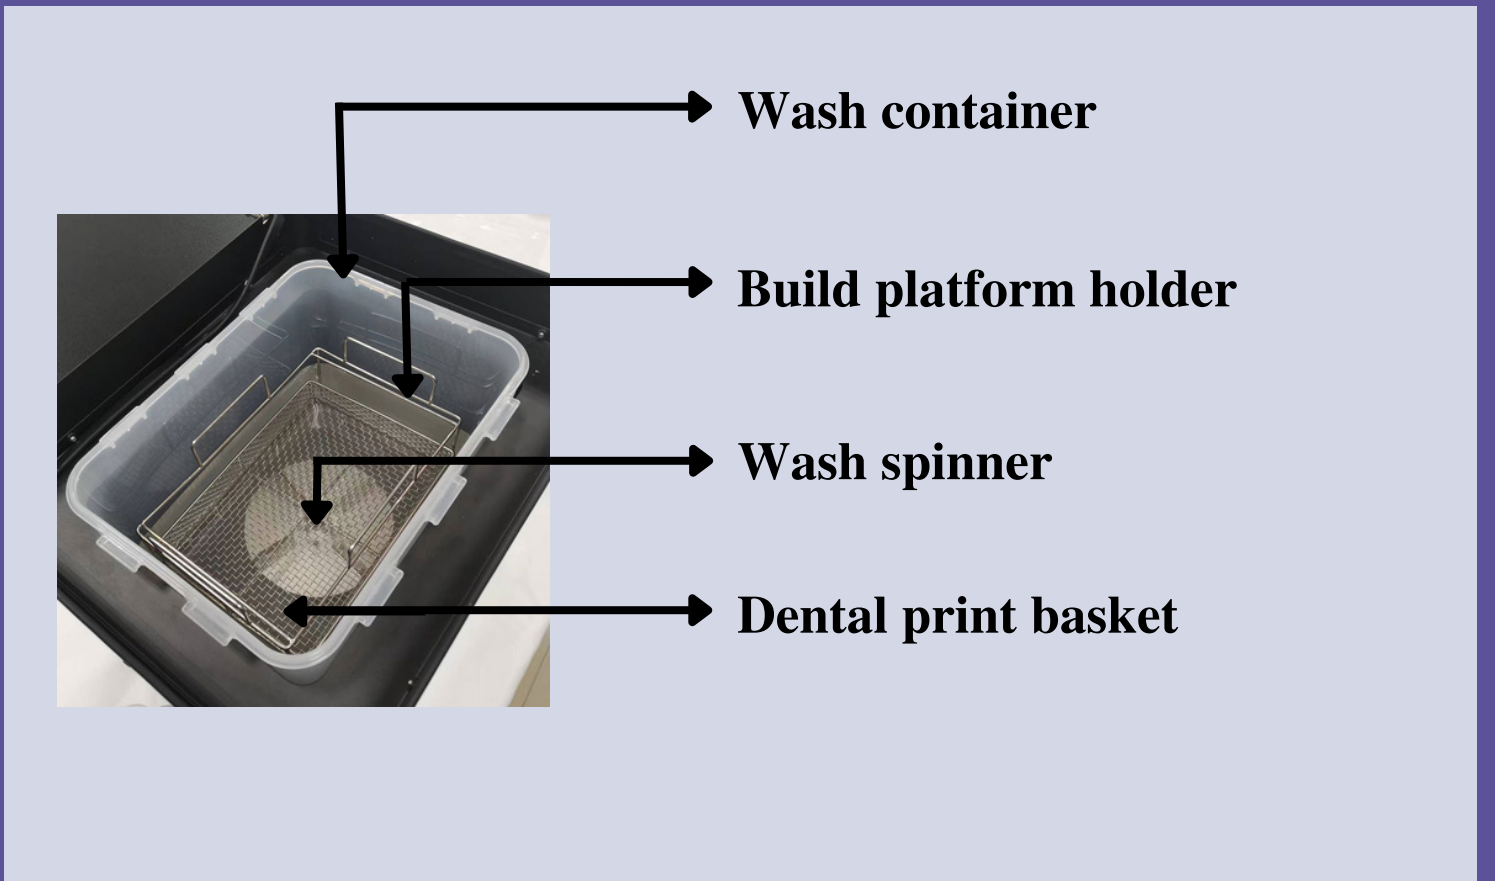 Wash container
Build platform holder
Wash spinner
Dental print basket